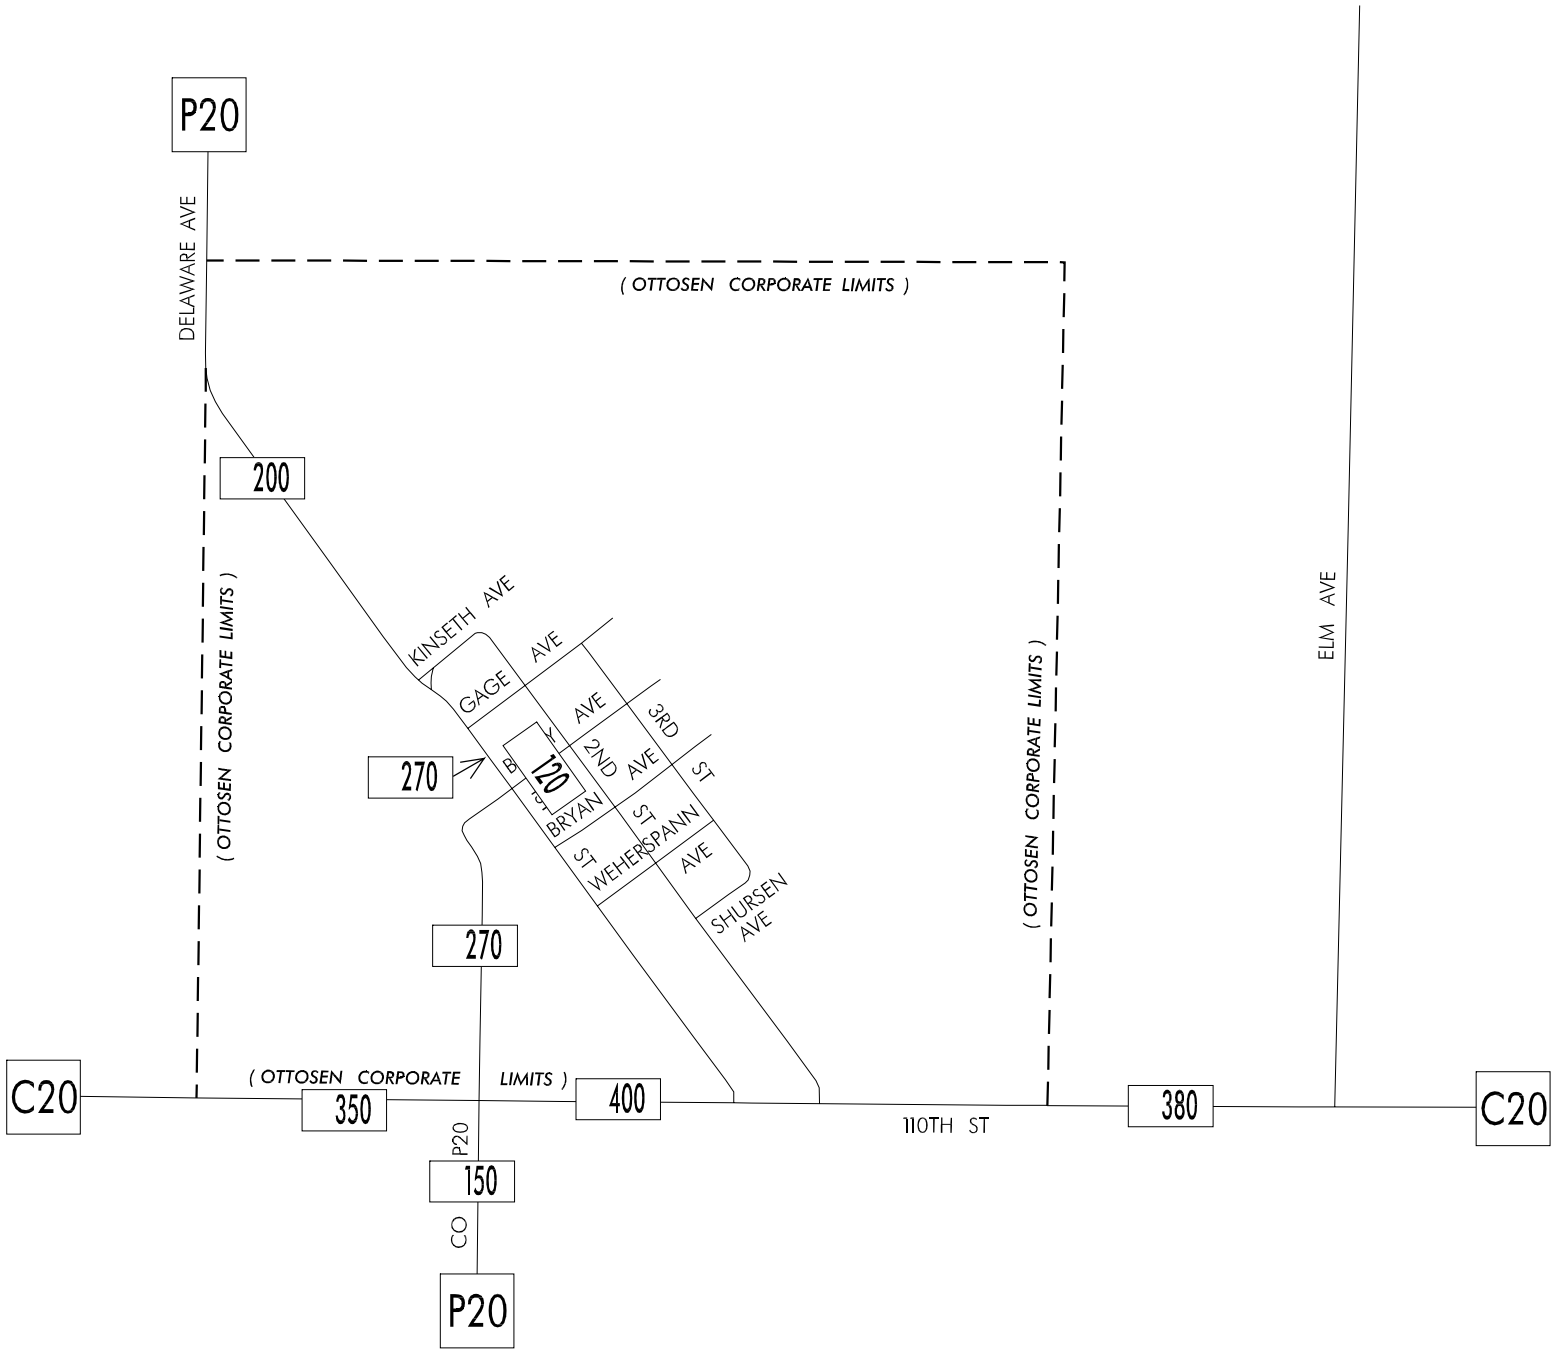 P20
DELAWARE AVE
( OTTOSEN CORPORATE LIMITS )
200
( OTTOSEN CORPORATE LIMITS )
KINSETH AVE
GAGE AVE
AVE
3RD ST
2ND ST
270
120
BRYAN AVE
ST
WEHERSPANN AVE
SHURSEN AVE
( OTTOSEN CORPORATE LIMITS )
ELM AVE
270
( OTTOSEN CORPORATE LIMITS )
C20
350
400
380
C20
110TH ST
CO P20
150
P20